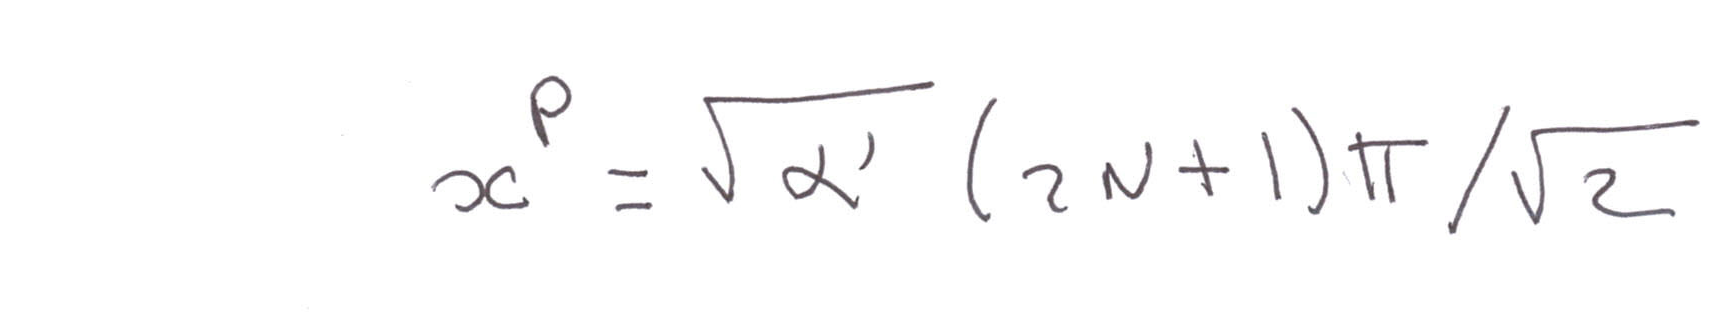 x^p = √α' (2N+1)π/√2